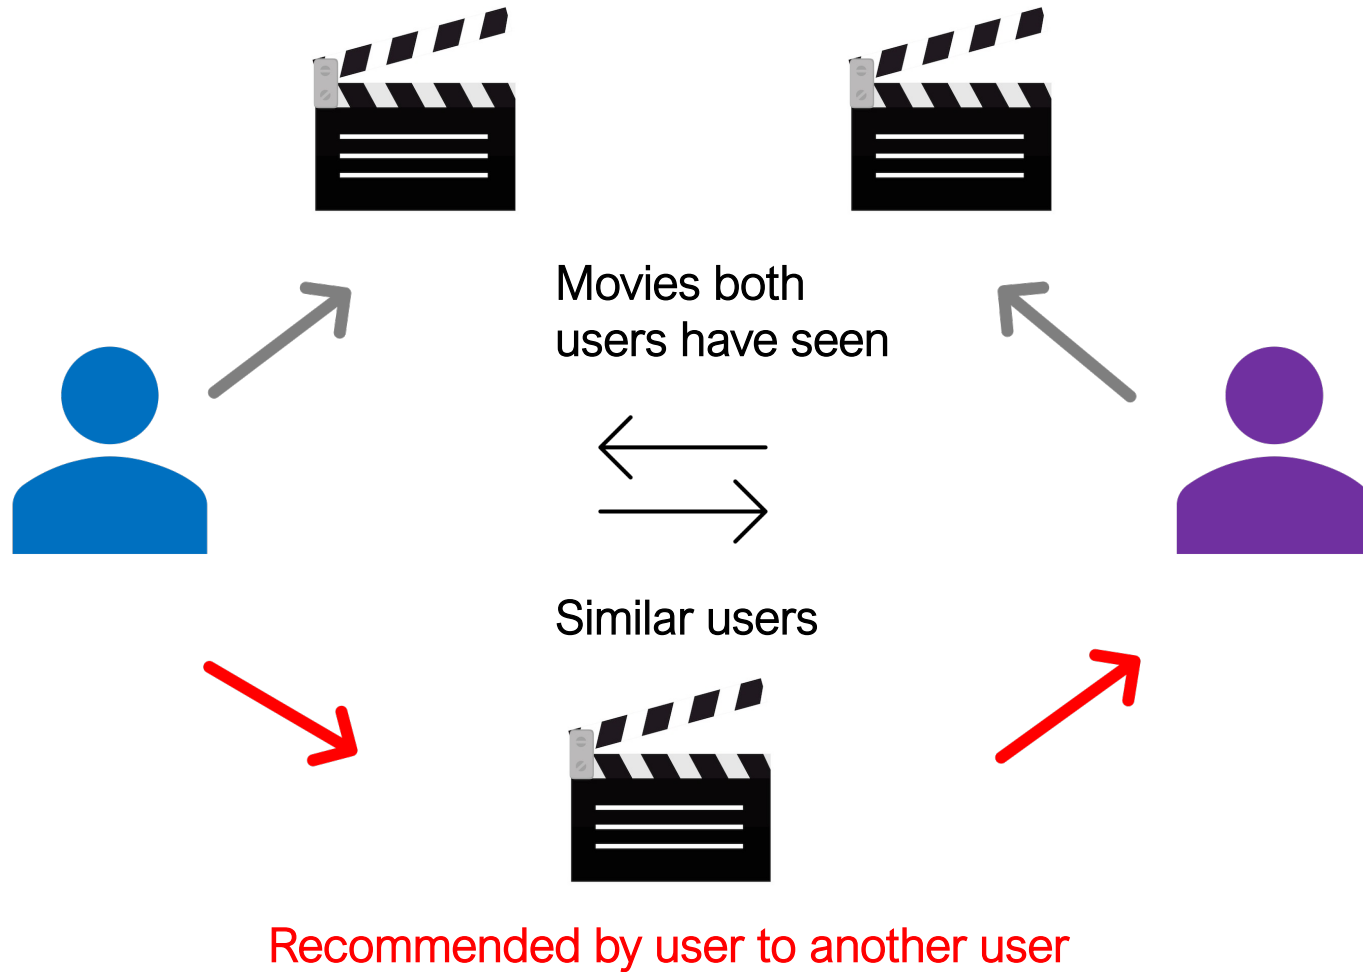 Movies both
users have seen
Similar users
Recommended by user to another user